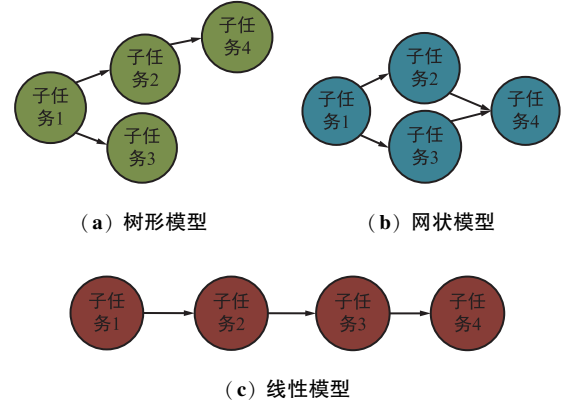 子任
务1
子任
务2
子任
务4
子任
务3
(a) 树形模型
子任
务1
子任
务2
子任
务3
子任
务4
(b) 网状模型
子任
务1
子任
务2
子任
务3
子任
务4
(c) 线性模型